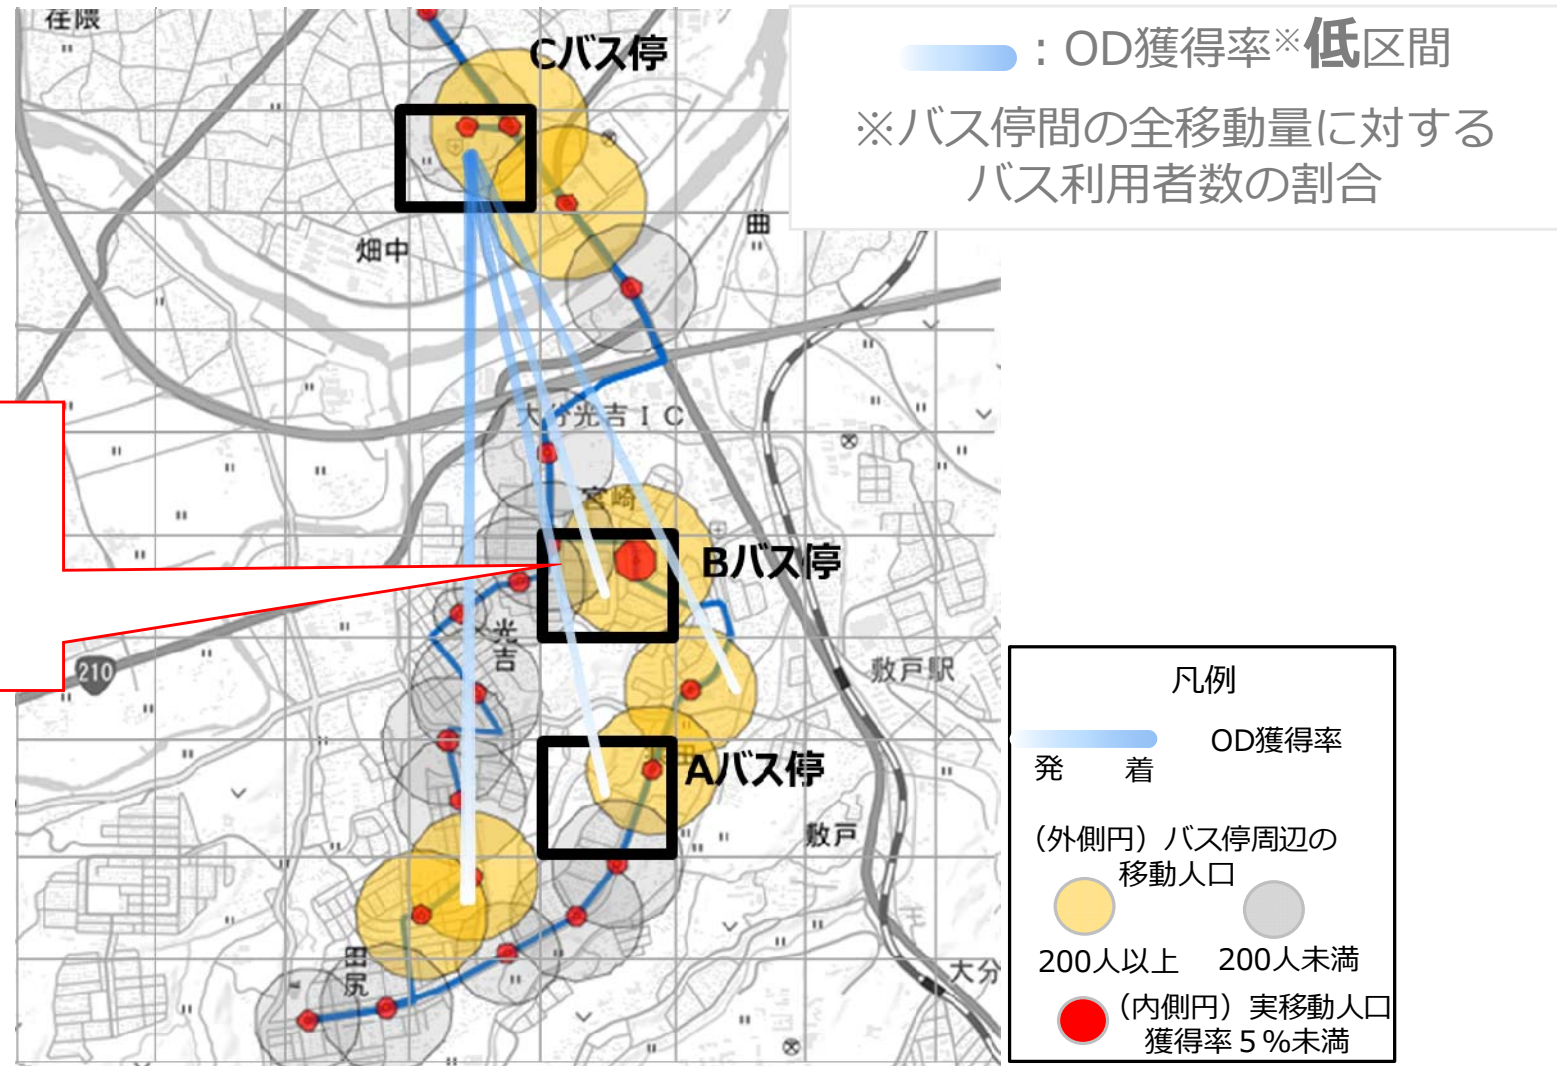 荏隈
Cバス停
：OD獲得率※低区間
※バス停間の全移動量に対する
バス利用者数の割合
畑中
曲
大分光吉IC
宮崎
Bバス停
光吉
敷戸駅
210
Aバス停
敷戸
田尻
大分
凡例
OD獲得率
発 着
（外側円）バス停周辺の
移動人口
200人以上 200人未満
（内側円）実移動人口
獲得率５%未満